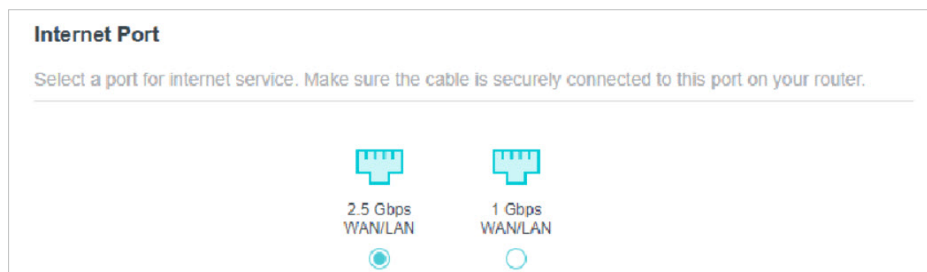 Internet Port
Select a port for internet service. Make sure the cable is securely connected to this port on your router.
2.5 Gbps 1 Gbps
WAN/LAN WAN/LAN